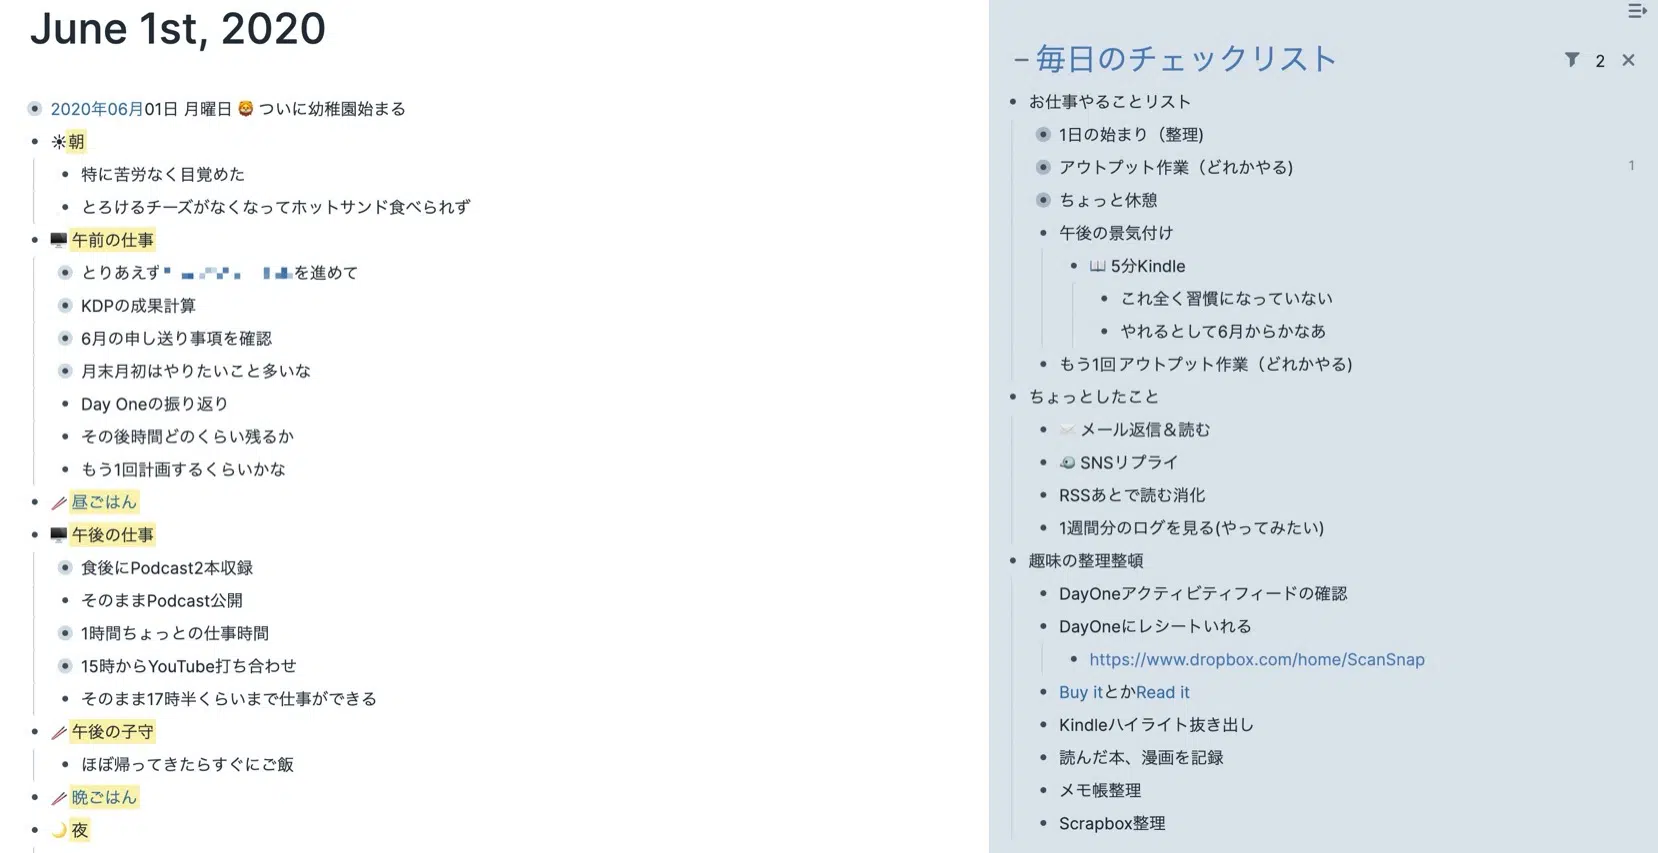 June 1st, 2020
2020年06月01日 月曜日 🦁 ついに幼稚園始まる
☀朝
特に苦労なく目覚めた
とろけるチーズがなくなってホットサンド食べられず
🖥午前の仕事
とりあえず
を進めて
KDPの成果計算
6月の申し送り事項を確認
月末月初はやりたいこと多いな
Day Oneの振り返り
その後時間どのくらい残るか
もう1回計画するくらいかな
🥢昼ごはん
🖥午後の仕事
食後にPodcast2本収録
そのままPodcast公開
1時間ちょっとの仕事時間
15時からYouTube打ち合わせ
そのまま17時半くらいまで仕事ができる
🥢午後の子守
ほぼ帰ってきたらすぐにご飯
🥢晩ごはん
🌙夜
毎日のチェックリスト
2
お仕事やることリスト
1日の始まり（整理)
アウトプット作業（どれかやる)
1
ちょっと休憩
午後の景気付け
📖 5分Kindle
これ全く習慣になっていない
やれるとして6月からかなあ
もう1回アウトプット作業（どれかやる)
ちょっとしたこと
✉️ メール返信＆読む
🐦 SNSリプライ
RSSあとで読む消化
1週間分のログを見る(やってみたい)
趣味の整理整頓
DayOneアクティビティフィードの確認
DayOneにレシートいれる
https://www.dropbox.com/home/ScanSnap
Buy itとかRead it
Kindleハイライト抜き出し
読んだ本、漫画を記録
メモ帳整理
Scrapbox整理